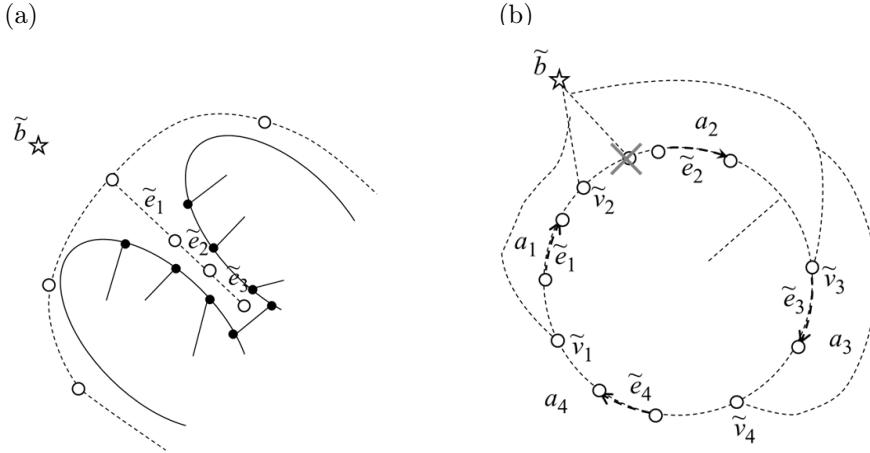 (a)
(b)
b̃
ẽ₁
ẽ₂
ẽ₃
b̃
a₂
ẽ₂
ṽ₂
a₁
ẽ₁
ṽ₃
ẽ₃
a₃
ṽ₁
ẽ₄
a₄
ṽ₄